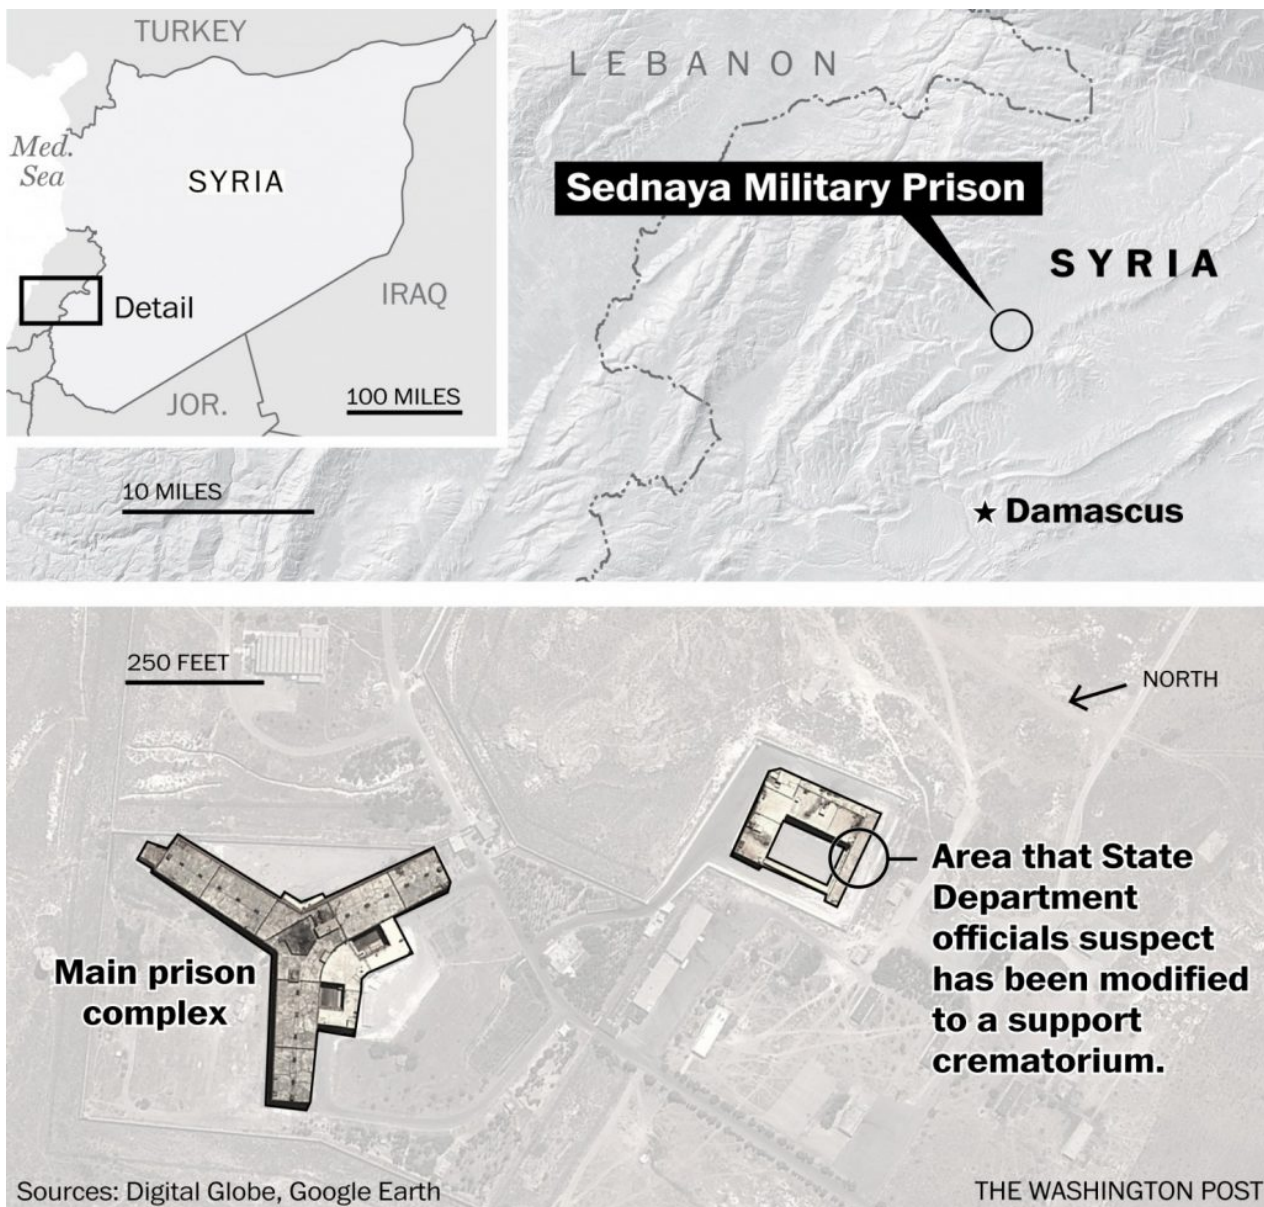 TURKEY
Med.
Sea
SYRIA
Detail
IRAQ
JOR.
100 MILES
LEBANON
Sednaya Military Prison
SYRIA
10 MILES
Damascus
250 FEET
NORTH
Main prison
complex
Area that State
Department
officials suspect
has been modified
to a support
crematorium.
Sources: Digital Globe, Google Earth
THE WASHINGTON POST